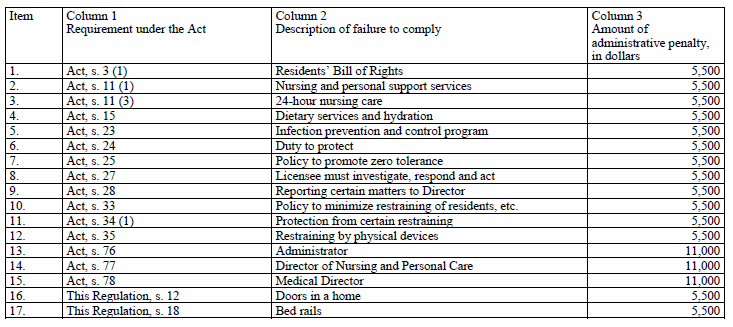 Item Column 1 Column 2 Column 3
Requirement under the Act Description of failure to comply Amount of
administrative penalty,
in dollars
1. Act, s. 3 (1) Residents’ Bill of Rights 5,500
2. Act, s. 11 (1) Nursing and personal support services 5,500
3. Act, s. 11 (3) 24-hour nursing care 5,500
4. Act, s. 15 Dietary services and hydration 5,500
5. Act, s. 23 Infection prevention and control program 5,500
6. Act, s. 24 Duty to protect 5,500
7. Act, s. 25 Policy to promote zero tolerance 5,500
8. Act, s. 27 Licensee must investigate, respond and act 5,500
9. Act, s. 28 Reporting certain matters to Director 5,500
10. Act, s. 33 Policy to minimize restraining of residents, etc. 5,500
11. Act, s. 34 (1) Protection from certain restraining 5,500
12. Act, s. 35 Restraining by physical devices 5,500
13. Act, s. 76 Administrator 11,000
14. Act, s. 77 Director of Nursing and Personal Care 11,000
15. Act, s. 78 Medical Director 11,000
16. This Regulation, s. 12 Doors in a home 5,500
17. This Regulation, s. 18 Bed rails 5,500